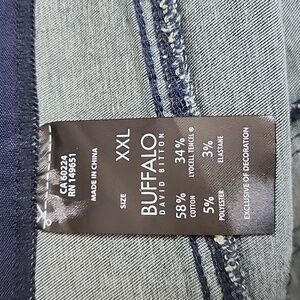 BUFFALO
DAVID BITTON
58% 34%
COTTON LYOCELL TENCEL®
5% 3%
POLYESTER ELASTANE
EXCLUSIVE OF DECORATION
SIZE XXL
MADE IN CHINA
CA 60224
RN 149651